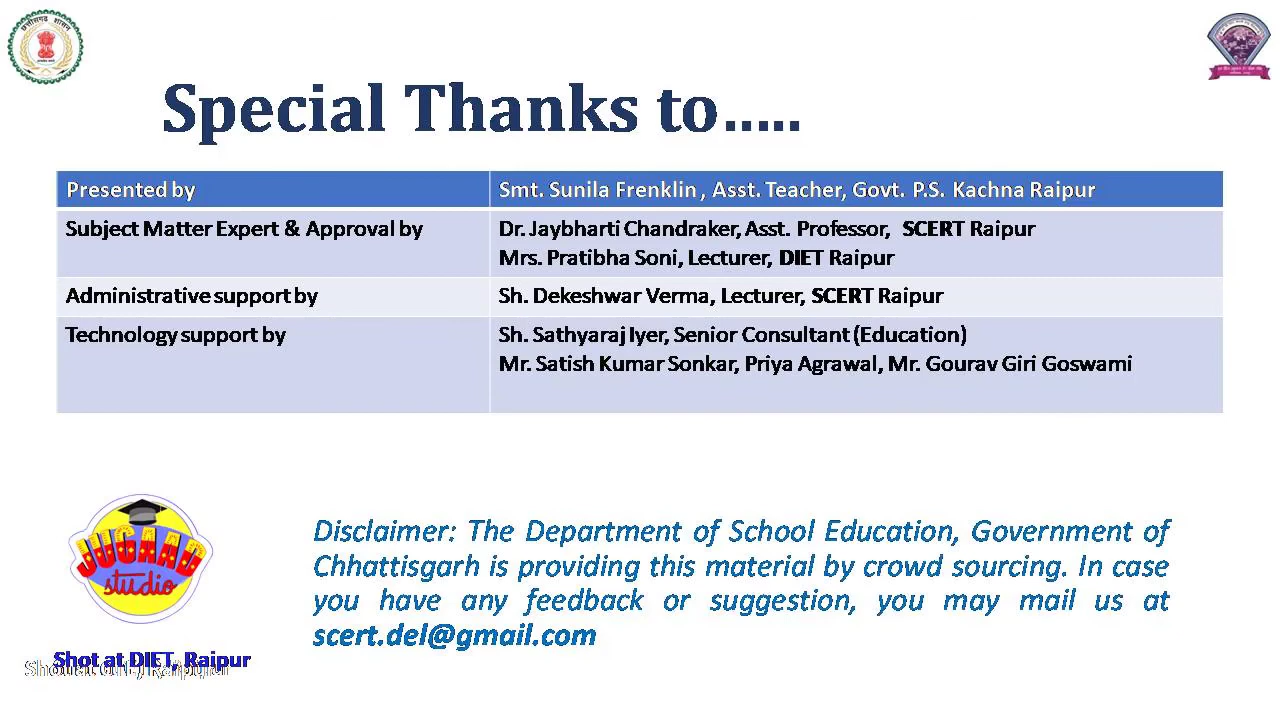 छत्तीसगढ़ शासन
Special Thanks to.....
Presented by
Smt. Sunila Frenklin , Asst. Teacher, Govt. P.S. Kachna Raipur
Subject Matter Expert & Approval by
Dr. Jaybharti Chandraker, Asst. Professor, SCERT Raipur
Mrs. Pratibha Soni, Lecturer, DIET Raipur
Administrative support by
Sh. Dekeshwar Verma, Lecturer, SCERT Raipur
Technology support by
Sh. Sathyaraj Iyer, Senior Consultant (Education)
Mr. Satish Kumar Sonkar, Priya Agrawal, Mr. Gourav Giri Goswami
JUGAAD
studio
Disclaimer: The Department of School Education, Government of
Chhattisgarh is providing this material by crowd sourcing. In case
you have any feedback or suggestion, you may mail us at
scert.del@gmail.com
Shot at DIET, Raipur